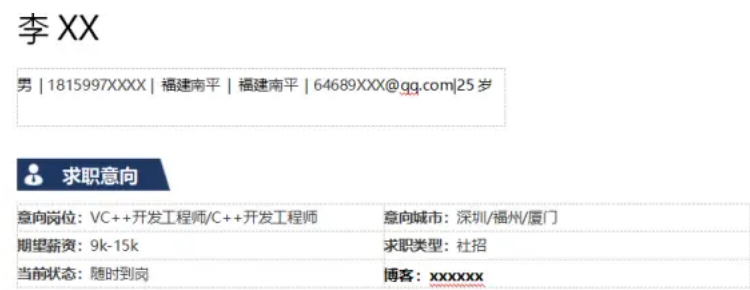 李 XX
男 | 1815997XXXX | 福建南平 | 福建南平 | 64689XXX@qq.com|25 岁
求职意向
意向岗位：VC++开发工程师/C++开发工程师 意向城市：深圳/福州/厦门
期望薪资：9k-15k 求职类型：社招
当前状态：随时到岗 博客：xxxxxx